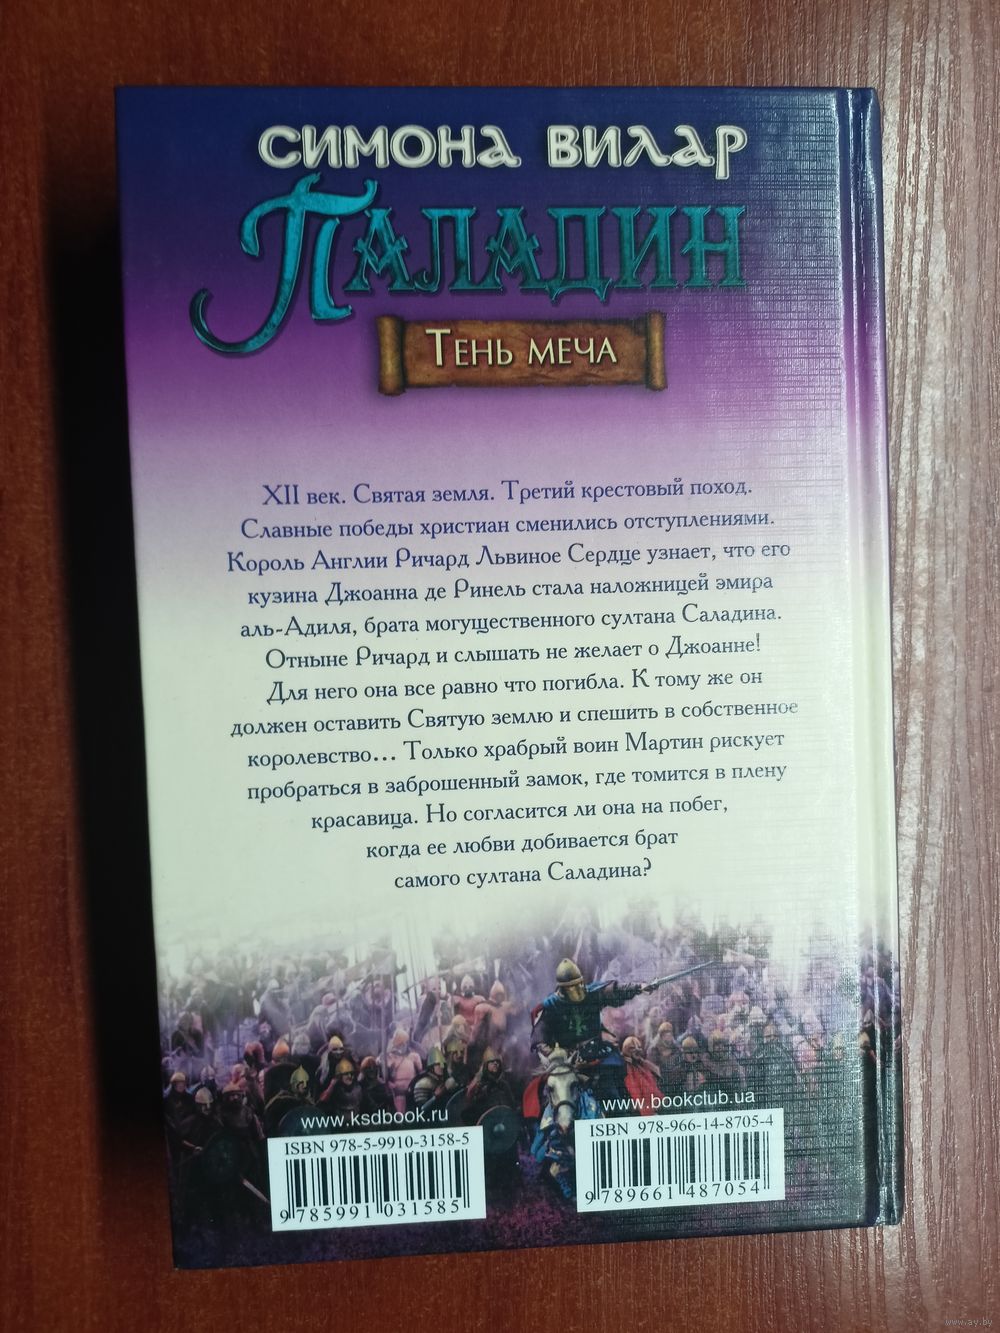 СИМОНА ВИЛАР
ПАЛАДИН
ТЕНЬ МЕЧА
XII век. Святая земля. Третий крестовый поход.
Славные победы христиан сменились отступлениями.
Король Англии Ричард Львиное Сердце узнает, что его
кузина Джоанна де Ринель стала наложницей эмира
аль-Адиля, брата могущественного султана Саладина.
Отныне Ричард и слышать не желает о Джоанне!
Для него она все равно что погибла. К тому же он
должен оставить Святую землю и спешить в собственное
королевство... Только храбрый воин Мартин рискует
пробраться в заброшенный замок, где томится в плену
красавица. Но согласится ли она на побег,
когда ее любви добивается брат
самого султана Саладина?
www.ksdbook.ru
ISBN 978-5-9910-3158-5
9 785991 031585
www.bookclub.ua
ISBN 978-966-14-8705-4
9 789661 487054
www.ay.by